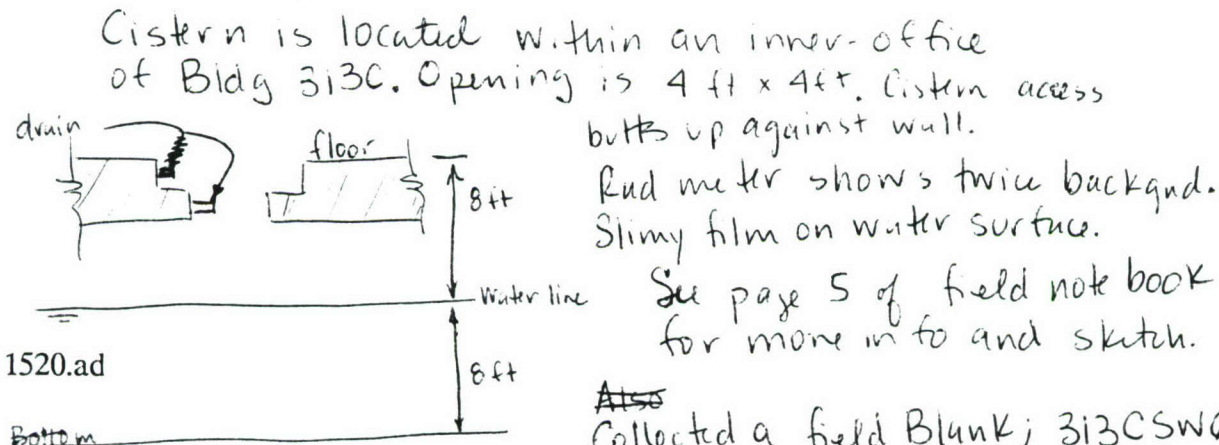 Cistern is located within an inner-office
of Bldg 3i3C. Opening is 4 ft x 4ft. Cistern access
butts up against wall.
drain
floor
8 ft
Rad meter shows twice backgnd.
Slimy film on water surface.
Water line
See page 5 of field note book
for more info and sketch.
1520.ad
8 ft
Also
Bottom
Collected a field Blank; 3i3CSW